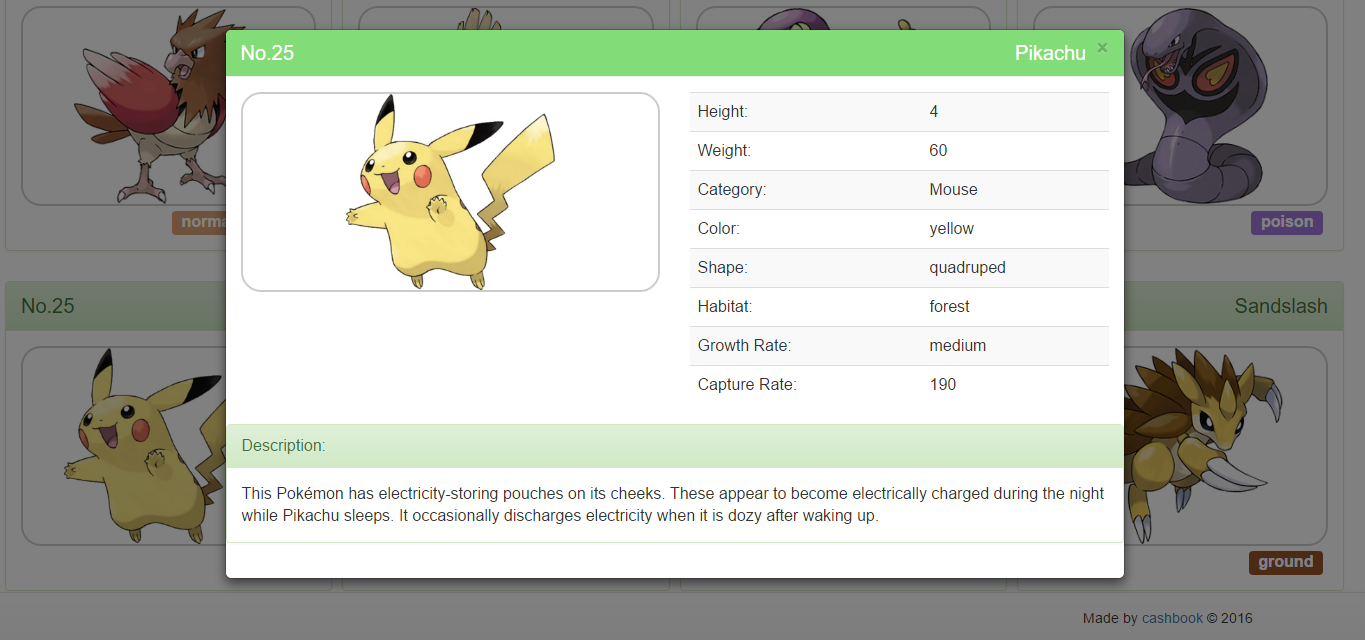 No.25 Pikachu ×
Height: 4
Weight: 60
Category: Mouse
Color: yellow
Shape: quadruped
Habitat: forest
Growth Rate: medium
Capture Rate: 190
Description:
This Pokémon has electricity-storing pouches on its cheeks. These appear to become electrically charged during the night
while Pikachu sleeps. It occasionally discharges electricity when it is dozy after waking up.
poison
No.25 Sandslash
ground
Made by cashbook © 2016